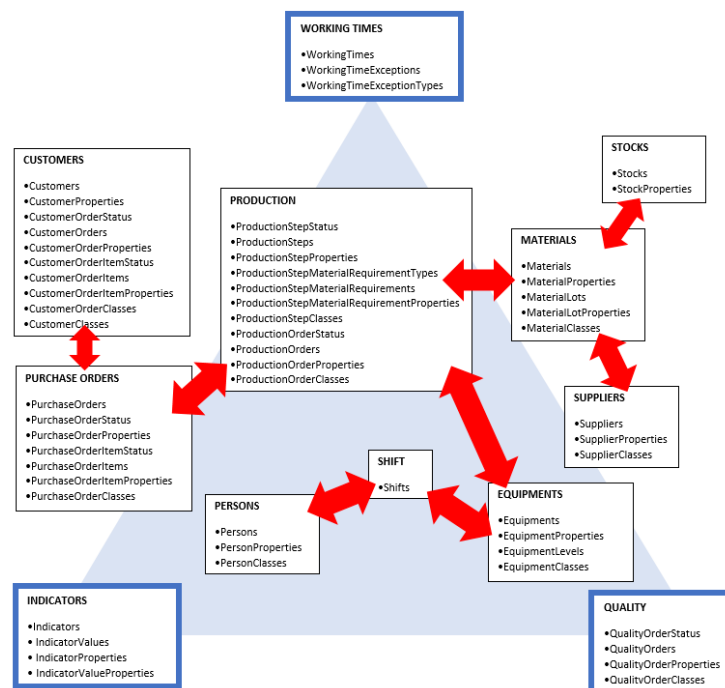 WORKING TIMES
•WorkingTimes
•WorkingTimeExceptions
•WorkingTimeExceptionTypes
CUSTOMERS
•Customers
•CustomerProperties
•CustomerOrderStatus
•CustomerOrders
•CustomerOrderProperties
•CustomerOrderItemStatus
•CustomerOrderItems
•CustomerOrderItemProperties
•CustomerOrderClasses
•CustomerClasses
STOCKS
•Stocks
•StockProperties
PRODUCTION
•ProductionStepStatus
•ProductionSteps
•ProductionStepProperties
•ProductionStepMaterialRequirementTypes
•ProductionStepMaterialRequirements
•ProductionStepMaterialRequirementProperties
•ProductionStepClasses
•ProductionOrderStatus
•ProductionOrders
•ProductionOrderProperties
•ProductionOrderClasses
MATERIALS
•Materials
•MaterialProperties
•MaterialLots
•MaterialLotProperties
•MaterialClasses
PURCHASE ORDERS
•PurchaseOrders
•PurchaseOrderStatus
•PurchaseOrderProperties
•PurchaseOrderItemStatus
•PurchaseOrderItems
•PurchaseOrderItemProperties
•PurchaseOrderClasses
SUPPLIERS
•Suppliers
•SupplierProperties
•SupplierClasses
SHIFT
•Shifts
PERSONS
•Persons
•PersonProperties
•PersonClasses
EQUIPMENTS
•Equipments
•EquipmentProperties
•EquipmentLevels
•EquipmentClasses
INDICATORS
•Indicators
• IndicatorValues
• IndicatorProperties
• IndicatorValueProperties
QUALITY
•QualityOrderStatus
•QualityOrders
•QualityOrderProperties
•QualityOrderClasses